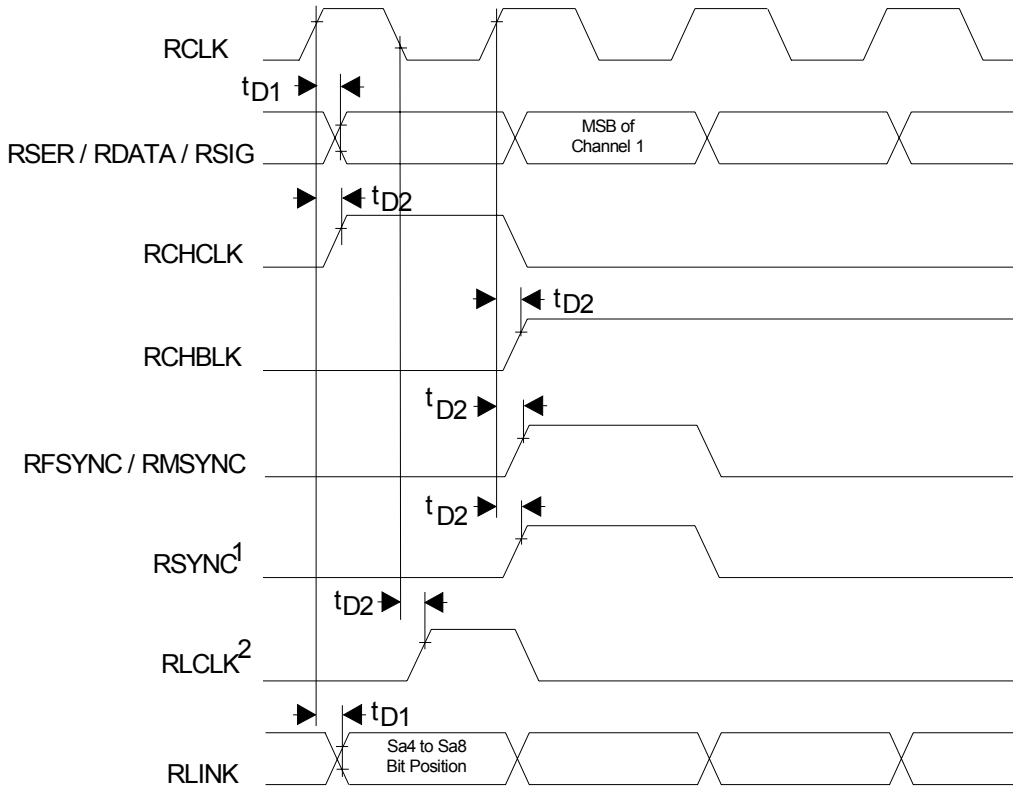 RCLK
tD1
MSB of
Channel 1
RSER / RDATA / RSIG
tD2
RCHCLK
tD2
RCHBLK
tD2
RFSYNC / RMSYNC
tD2
RSYNC1
tD2
RLCLK2
tD1
Sa4 to Sa8
Bit Position
RLINK